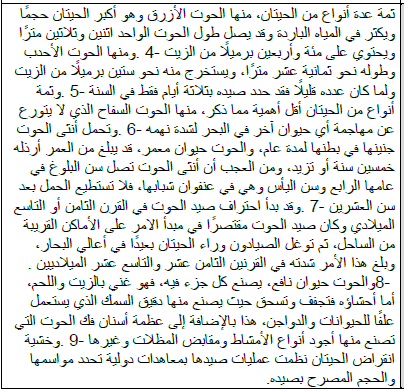 ثمة عدة أنواع من الحيتان، منها الحوت الأزرق وهو أكبر الحيتان حجمًا
ويكثر في المياه الباردة وقد يصل طول الحوت الواحد اثنين وثلاثين مترًا
ويحتوي على مئة وأربعين برميلًا من الزيت -4 .ومنها الحوت الأحدب
وطوله نحو ثمانية عشر مترًا، ويستخرج منه نحو ستين برميلًا من الزيت
ولما كان عدده قليلًا فقد حدد صيده بثلاثة أيام فقط في السنة -5 .وثمة
أنواع من الحيتان أقل أهمية مما ذكر، منها الحوت السفاح الذي لا يتورع
عن مهاجمة أي حيوان آخر في البحر لشدة نهمه -6 .وتحمل أنثى الحوت
جنينها في بطنها لمدة عام، والحوت حيوان معمر، قد يبلغ من العمر أرذله
خمسين سنة أو تزيد، ومن العجب أن أنثى الحوت تصل سن البلوغ في
عامها الرابع وسن اليأس وهي في عنفوان شبابها، فلا تستطيع الحمل بعد
سن العشرين -7 .وقد بدأ احتراف صيد الحوت في القرن الثامن أو التاسع
الميلادي وكان صيد الحوت مقتصرًا في مبدأ الامر على الأماكن القريبة
من الساحل، ثم توغل الصيادون وراء الحيتان بعيدًا في أعالي البحار،
وبلغ هذا الأمر شدته في القرنين الثامن عشر والتاسع عشر الميلاديين .
-8والحوت حيوان نافع، يصنع كل جزء فيه، فهو غني بالزيت واللحم،
أما أحشاؤه فتجفف وتسحق حيث يصنع منها دقيق السمك الذي يستعمل
علفًا للحيوانات والدواجن، هذا بالإضافة إلى عظمة أسنان فك الحوت التي
تصنع منها أجود أنواع الأمشاط ومقابض المظلات وغيرها -9 .وخشية
انقراض الحيتان نظمت عمليات صيدها بمعاهدات دولية تحدد مواسمها
والحجم المصرح بصيده.